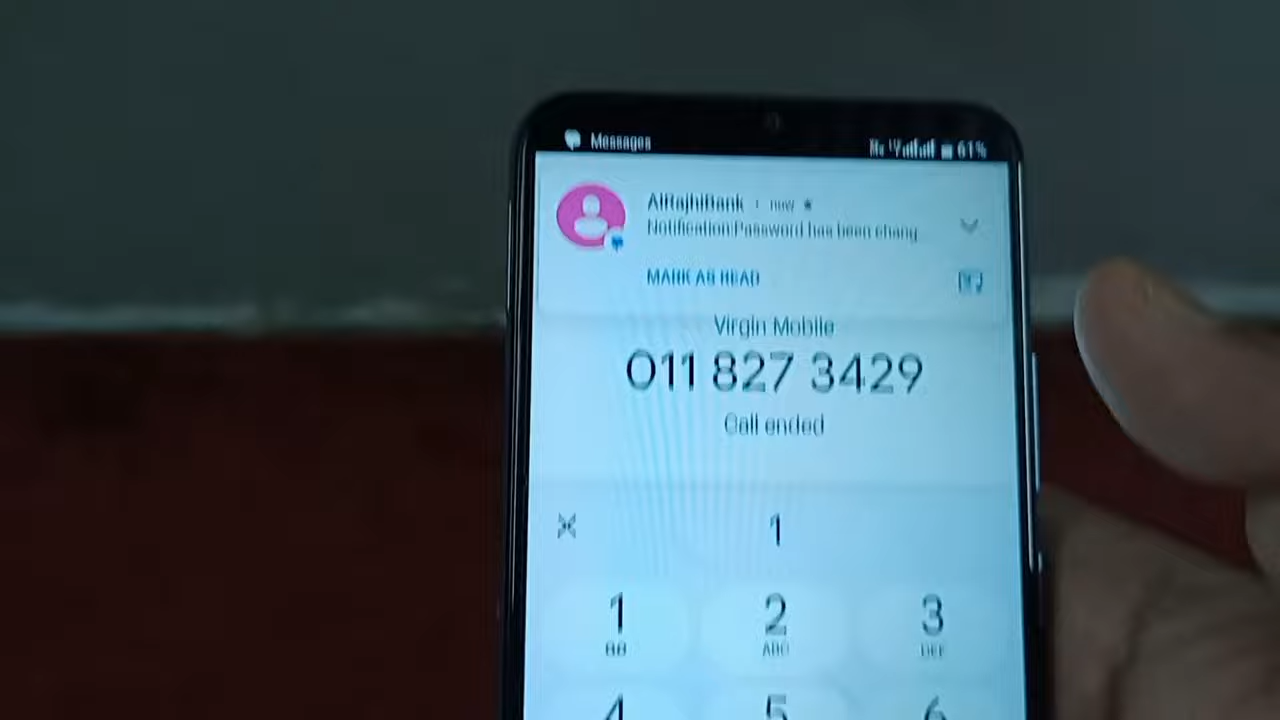 Messages
61%
AlRajhiBank • now
Notification:Password has been chang...
MARK AS READ
Virgin Mobile
011 827 3429
Call ended
1
1 2 3
ABC DEF
4 5 6